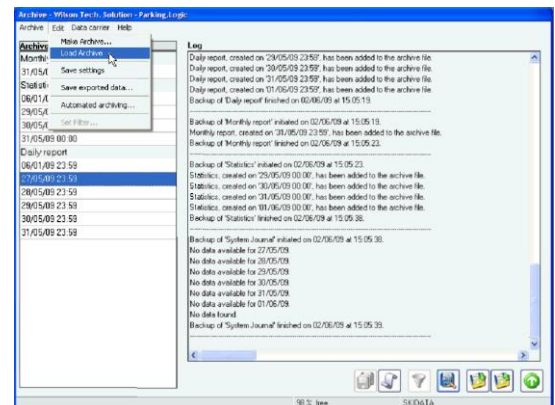 Archive - Wilson Tech. Solution - Parking.Logic
Archive Edit Data carrier Help
Make Archive...
Load Archive
Save settings
Save exported data...
Automated archiving...
Set Filter...
Archive
Monthl
31/05/0
Statisti
06/01/0
29/05/0
30/05/0
31/05/09 00:00
Daily report
06/01/09 23:59
27/05/09 23:59
28/05/09 23:59
29/05/09 23:59
30/05/09 23:59
31/05/09 23:59
Log
Daily report, created on '29/05/09 23:59', has been added to the archive file.
Daily report, created on '30/05/09 23:59', has been added to the archive file.
Daily report, created on '31/05/09 23:59', has been added to the archive file.
Daily report, created on '01/06/09 23:59', has been added to the archive file.
Backup of 'Daily report' finished on 02/06/09 at 15:05:19.
Backup of 'Monthly report' initiated on 02/06/09 at 15:05:19.
Monthly report, created on '31/05/09 23:59', has been added to the archive file.
Backup of 'Monthly report' finished on 02/06/09 at 15:05:23.
Backup of 'Statistics' initiated on 02/06/09 at 15:05:23.
Statistics, created on '29/05/09 00:00', has been added to the archive file.
Statistics, created on '30/05/09 00:00', has been added to the archive file.
Statistics, created on '31/05/09 00:00', has been added to the archive file.
Statistics, created on '01/06/09 00:00', has been added to the archive file.
Backup of 'Statistics' finished on 02/06/09 at 15:05:38.
Backup of 'System Journal' initiated on 02/06/09 at 15:05:38.
No data available for 27/05/09.
No data available for 28/05/09.
No data available for 29/05/09.
No data available for 30/05/09.
No data available for 31/05/09.
No data available for 01/06/09.
No data found.
Backup of 'System Journal' finished on 02/06/09 at 15:05:39.
98 % free
SKIDATA